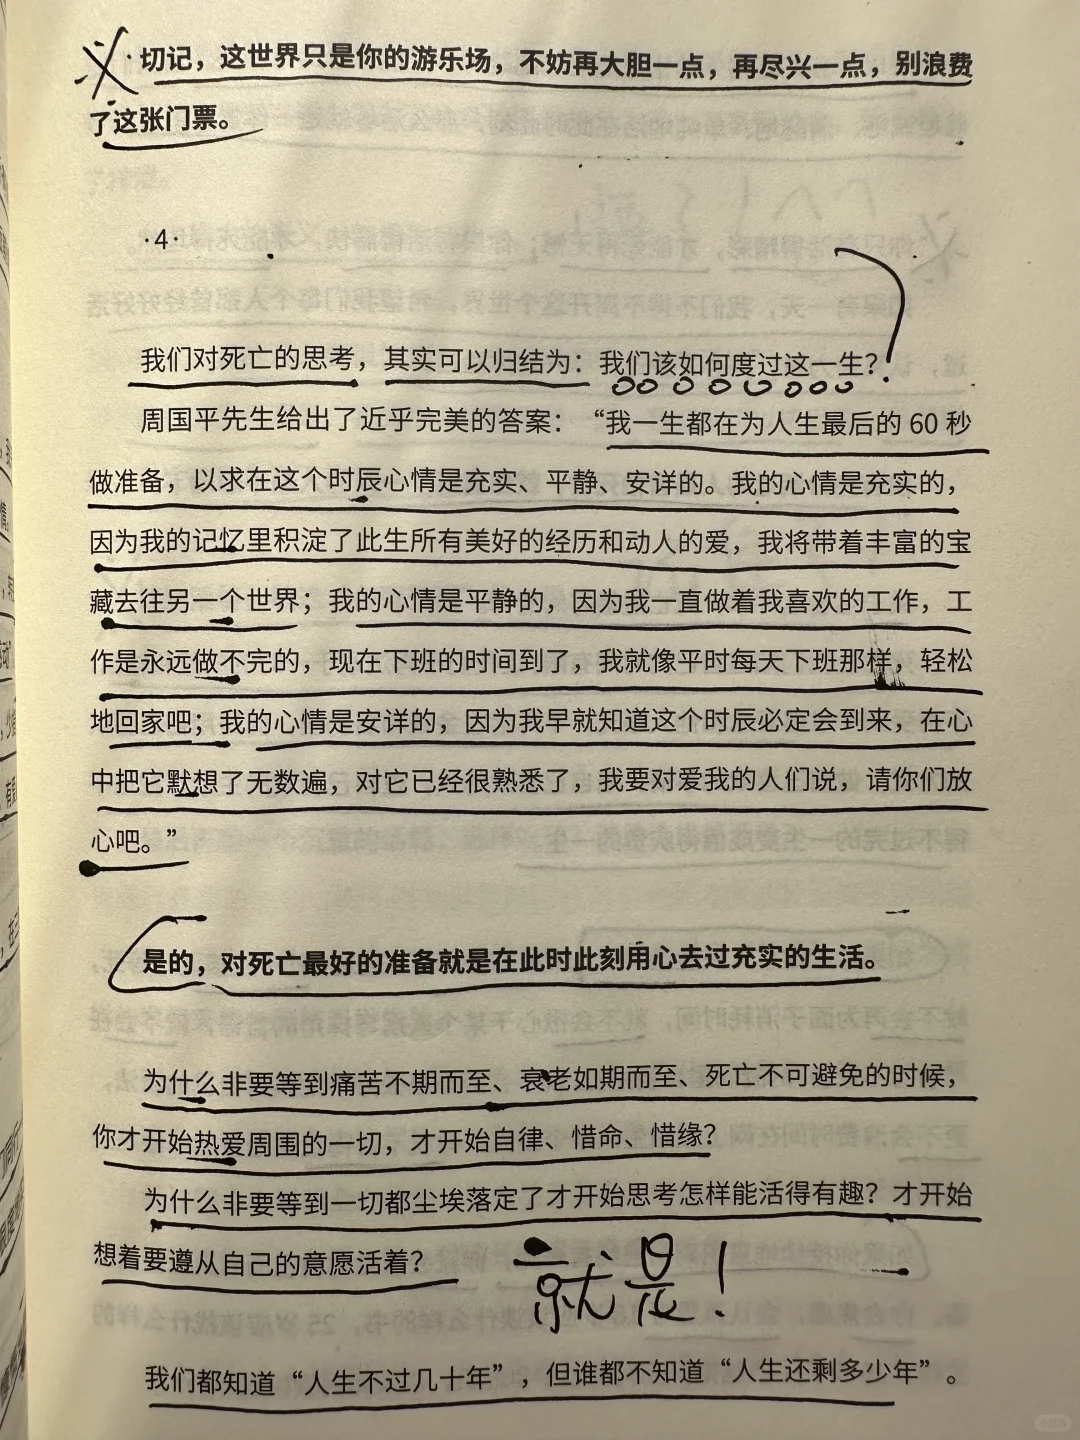 切记，这世界只是你的游乐场，不妨再大胆一点，再尽兴一点，别浪费
了这张门票。
·4·
我们对死亡的思考，其实可以归结为：我们该如何度过这一生？
周国平先生给出了近乎完美的答案：“我一生都在为人生最后的 60 秒
做准备，以求在这个时辰心情是充实、平静、安详的。我的心情是充实的，
因为我的记忆里积淀了此生所有美好的经历和动人的爱，我将带着丰富的宝
藏去往另一个世界；我的心情是平静的，因为我一直做着我喜欢的工作，工
作是永远做不完的，现在下班的时间到了，我就像平时每天下班那样，轻松
地回家吧；我的心情是安详的，因为我早就知道这个时辰必定会到来，在心
中把它默想了无数遍，对它已经很熟悉了，我要对爱我的人们说，请你们放
心吧。”
是的，对死亡最好的准备就是在此时此刻用心去过充实的生活。
为什么非要等到痛苦不期而至、衰老如期而至、死亡不可避免的时候，
你才开始热爱周围的一切，才开始自律、惜命、惜缘？
为什么非要等到一切都尘埃落定了才开始思考怎样能活得有趣？才开始
想着要遵从自己的意愿活着？
就是！
我们都知道“人生不过几十年”，但谁都不知道“人生还剩多少年”。